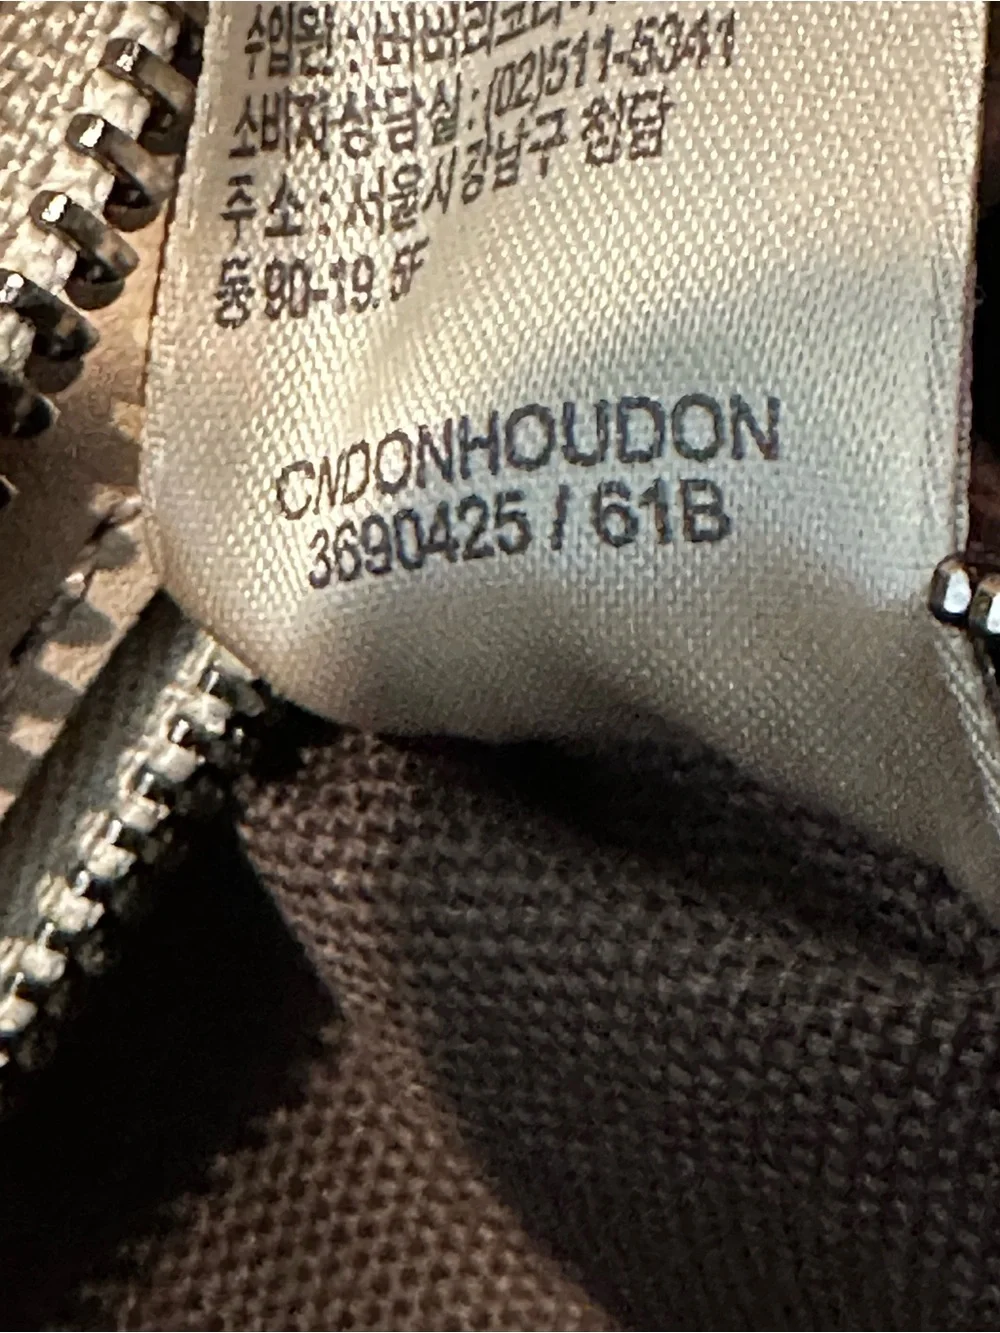 수입원 : 버버리코리아
소비자상담실 : (02)511-5341
주 소 : 서울시강남구 청담
동 90-19. 5F
CNDONHOUDON
3690425 / 61B